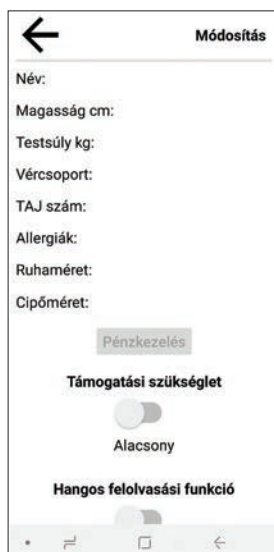 Módosítás
Név:
Magasság cm:
Testsúly kg:
Vércsoport:
TAJ szám:
Allergiák:
Ruhaméret:
Cipőméret:
Pénzkezelés
Támogatási szükséglet
Alacsony
Hangos felolvasási funkció